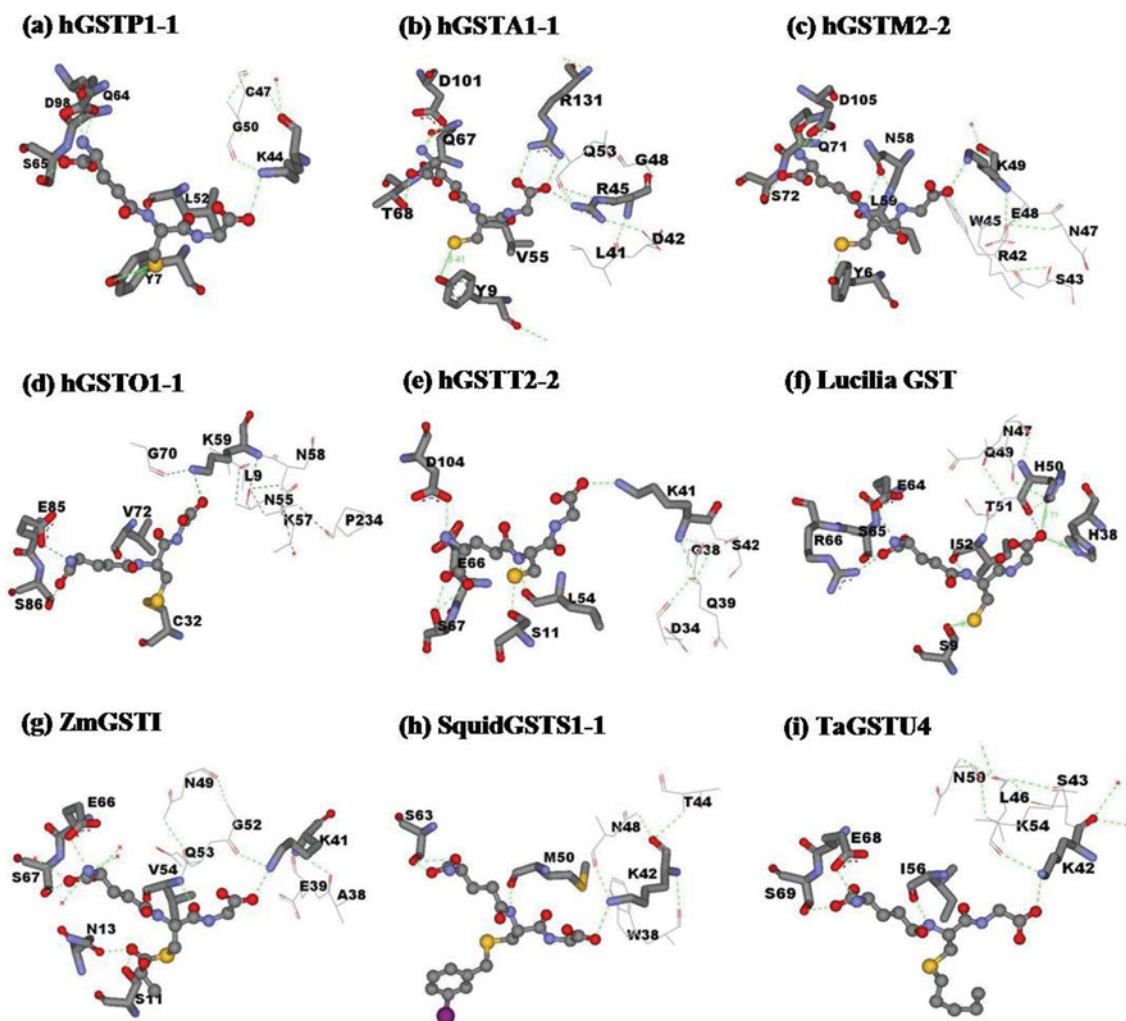 (a) hGSTP1-1
D98
Q64
S65
C47
G50
K44
L52
Y7
(b) hGSTA1-1
D101
R131
Q67
Q53
G48
T68
R45
V55
L41
D42
Y9
(c) hGSTM2-2
D105
N58
Q71
K49
S72
L59
W45
E48
N47
R42
Y6
S43
(d) hGSTO1-1
G70
K59
N58
L9
E85
V72
N55
K57
P234
S86
C32
(e) hGSTT2-2
D104
K41
E66
G38
S42
L54
Q39
S67
S11
D34
(f) Lucilia GST
N47
Q49
H50
E64
T51
R66
S65
I52
H38
S9
(g) ZmGSTI
N49
E66
G52
K41
S67
Q53
V54
E39
A38
N13
S11
(h) SquidGSTS1-1
T44
S63
N48
M50
K42
W38
(i) TaGSTU4
N50
S43
L46
E68
K54
K42
I56
S69